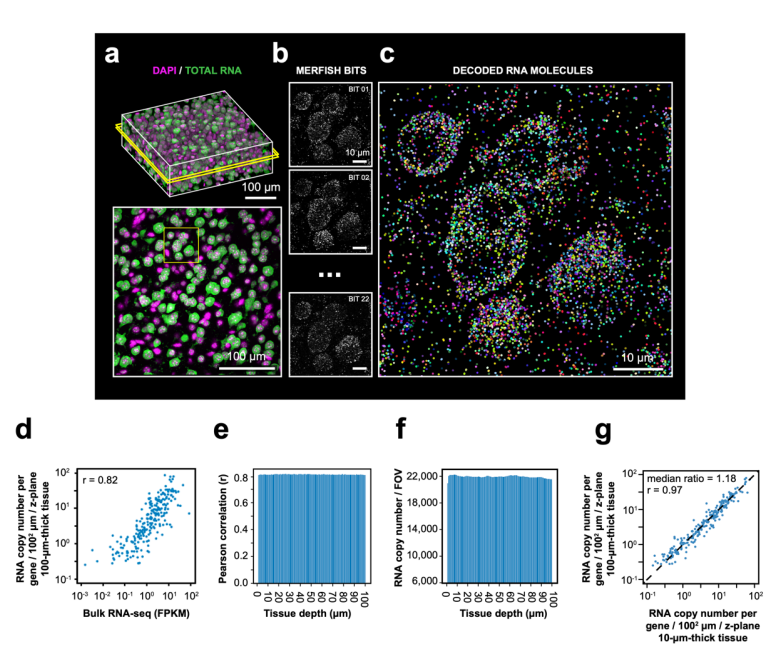 a
DAPI / TOTAL RNA
100 µm
100 µm
b
MERFISH BITS
BIT 01
10 µm
BIT 02
...
BIT 22
c
DECODED RNA MOLECULES
10 µm
d
RNA copy number per
gene / 100² µm / z-plane
100-µm-thick tissue
10²
10¹
10⁰
10⁻¹
r = 0.82
10⁻³ 10⁻² 10⁻¹ 10⁰ 10¹ 10²
Bulk RNA-seq (FPKM)
e
Pearson correlation (r)
0.8
0.6
0.4
0.2
0.0
0 10 20 30 40 50 60 70 80 90 100
Tissue depth (µm)
f
RNA copy number / FOV
22,000
18,000
14,000
10,000
6,000
0 10 20 30 40 50 60 70 80 90 100
Tissue depth (µm)
g
RNA copy number per
gene / 100² µm / z-plane
100-µm-thick tissue
10²
10¹
10⁰
10⁻¹
median ratio = 1.18
r = 0.97
10⁻¹ 10⁰ 10¹ 10²
RNA copy number per
gene / 100² µm / z-plane
10-µm-thick tissue